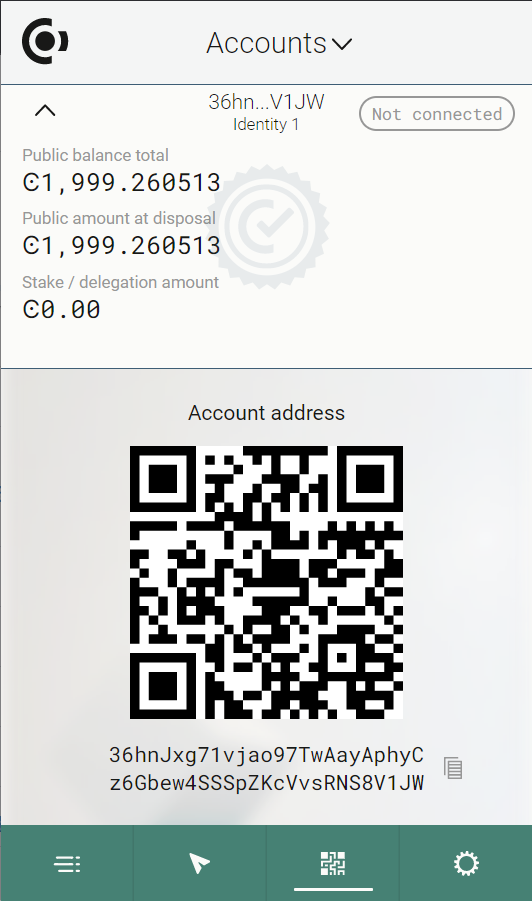 Accounts
36hn...V1JW
Identity 1
Not connected
Public balance total
Ͼ1,999.260513
Public amount at disposal
Ͼ1,999.260513
Stake / delegation amount
Ͼ0.00
Account address
36hnJxg71vjao97TwAayAphyC
z6Gbew4SSSpZKcVvsRNS8V1JW